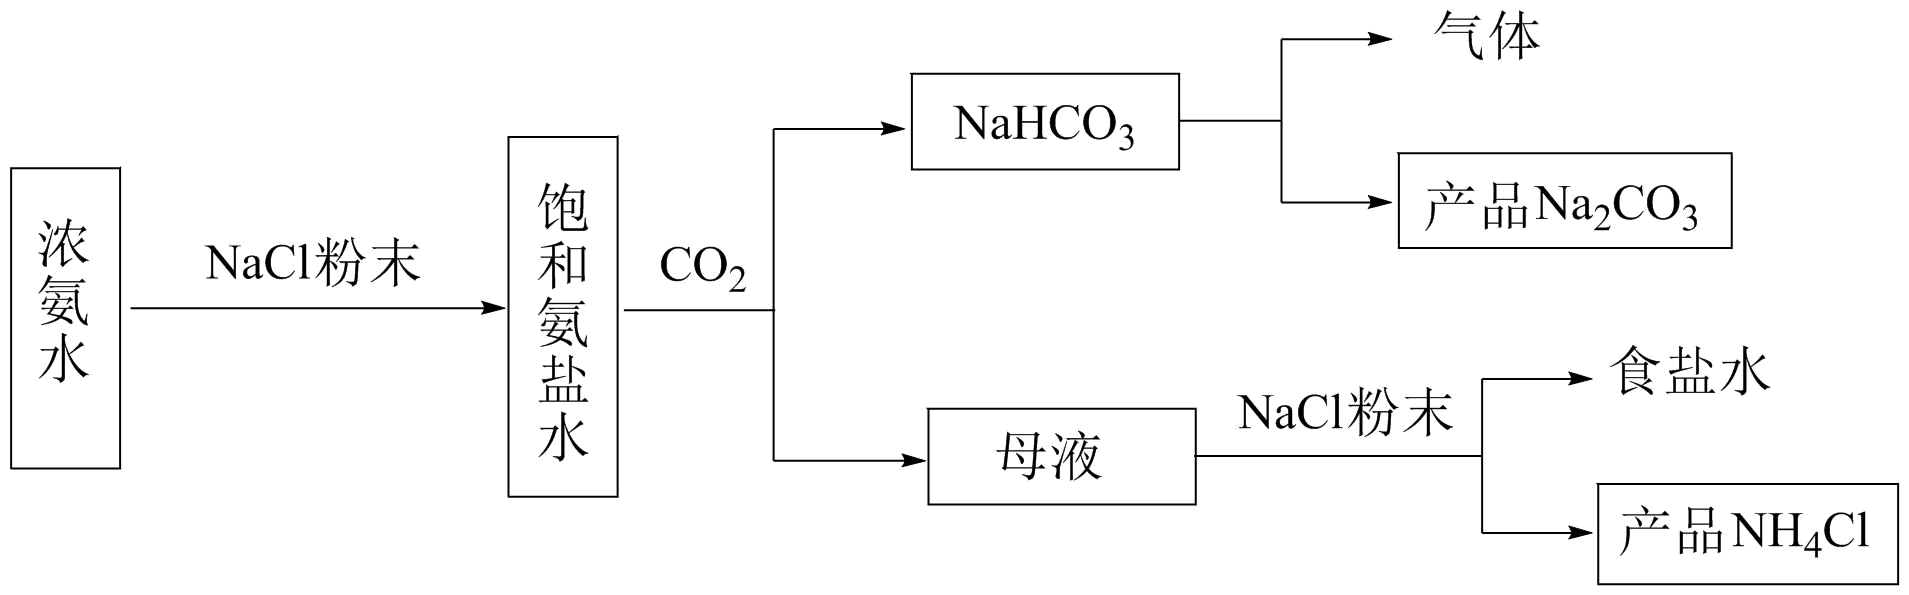 浓氨水
NaCl粉末
饱和氨盐水
CO₂
NaHCO₃
气体
产品Na₂CO₃
母液
NaCl粉末
食盐水
产品NH₄Cl